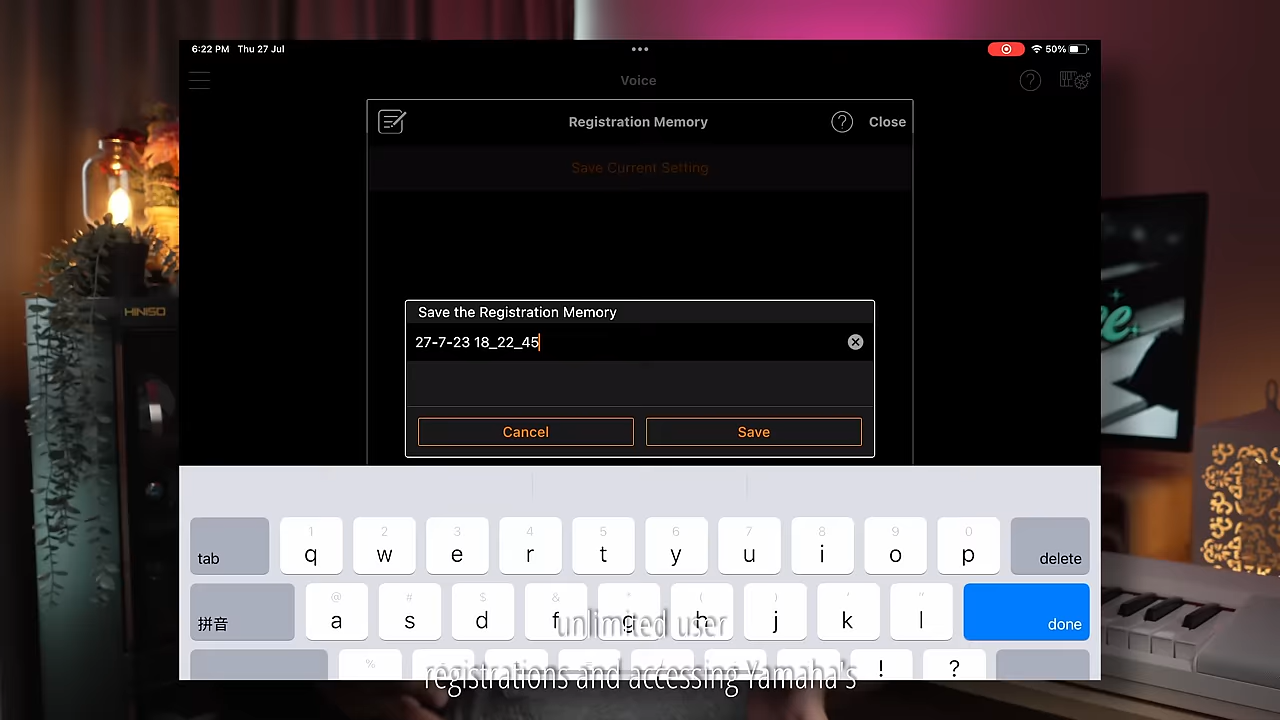 6:22 PM Thu 27 Jul
50%
Voice
?
Registration Memory
?
Close
Save Current Setting
Save the Registration Memory
27-7-23 18_22_45
Cancel
Save
HINISO
1 2 3 4 5 6 7 8 9 0
tab q w e r t y u i o p delete
@ # $ & * ( ) ' "
拼音 a s d f g h j k l done
unlimited user
% ! ?
registrations and accessing Yamaha's